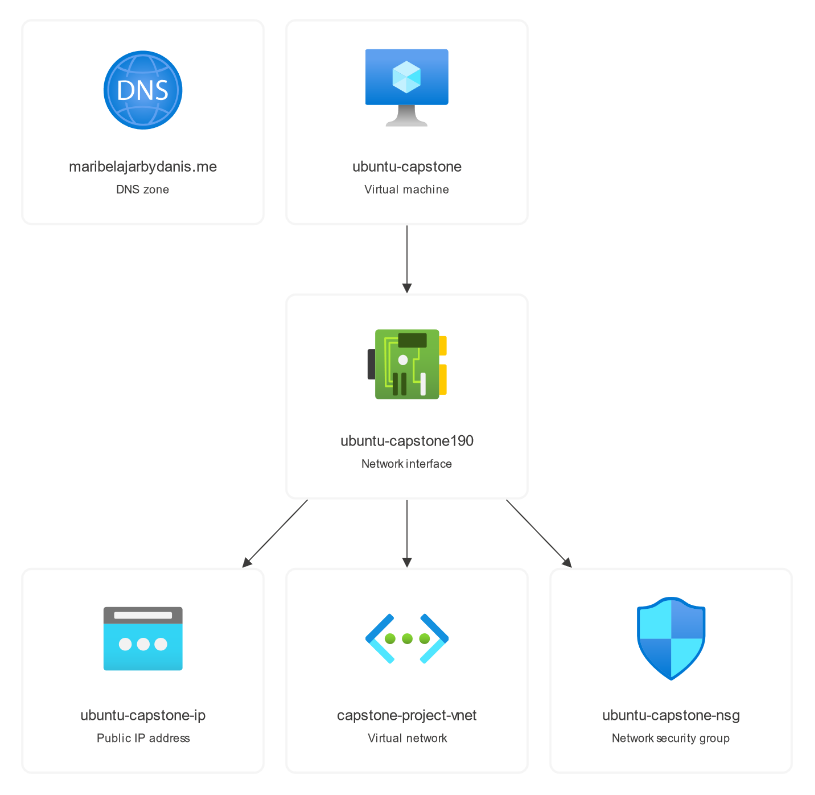 DNS
maribelajarbydanis.me
DNS zone
ubuntu-capstone
Virtual machine
ubuntu-capstone190
Network interface
ubuntu-capstone-ip
Public IP address
capstone-project-vnet
Virtual network
ubuntu-capstone-nsg
Network security group